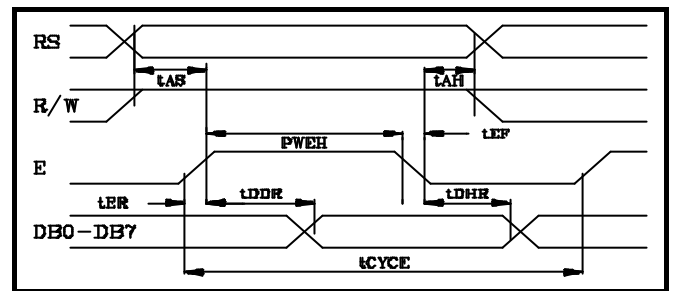 RS
tAS
tAH
R/W
tEF
PWEH
E
tDDR
tDHR
tER
DB0-DB7
tCYCE